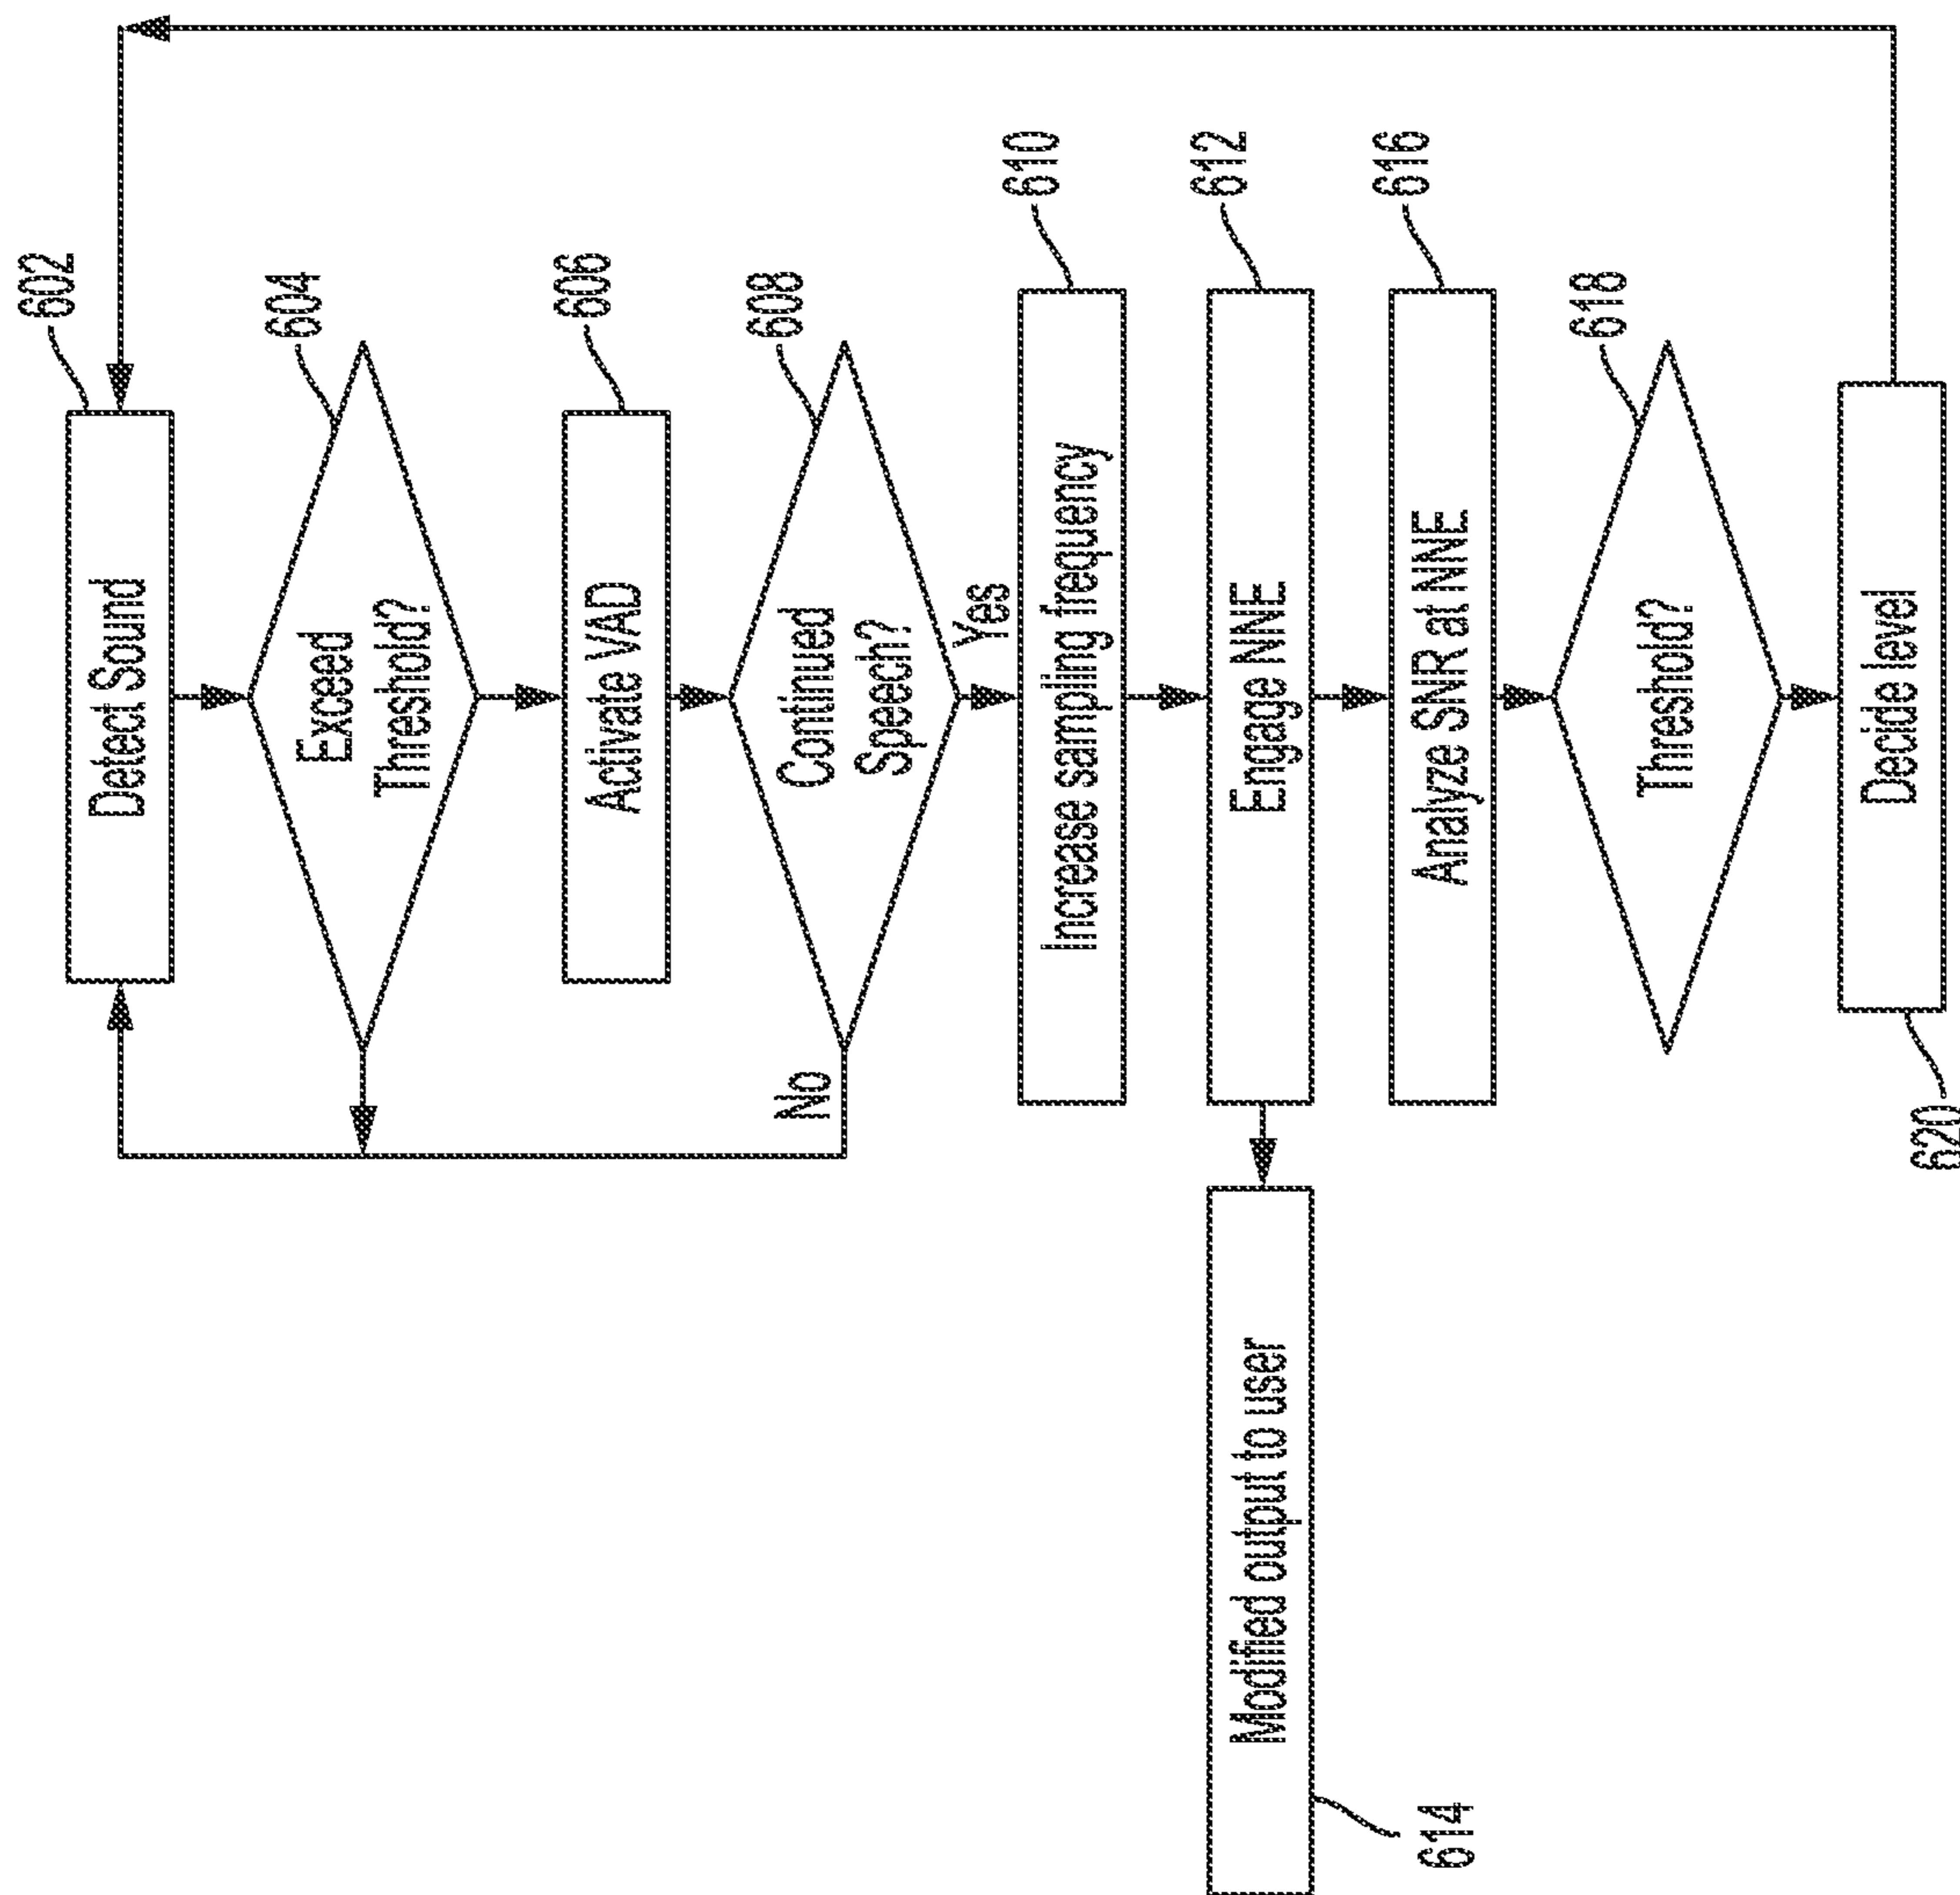 602
Detect Sound
604
Exceed
Threshold?
606
Activate VAD
608
Continued
Speech?
No
Yes
610
Increase sampling frequency
612
Engage NNE
614
Modified output to user
616
Analyze SNR at NNE
618
Threshold?
620
Decide level